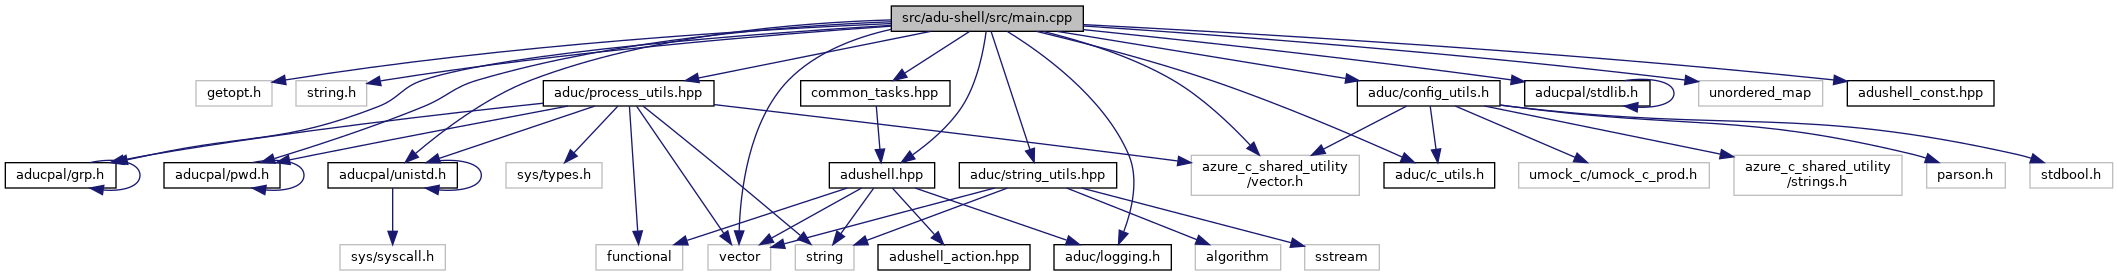 src/adu-shell/src/main.cpp
getopt.h
string.h
aduc/process_utils.hpp
common_tasks.hpp
aduc/config_utils.h
aducpal/stdlib.h
unordered_map
adushell_const.hpp
aducpal/grp.h
aducpal/pwd.h
aducpal/unistd.h
sys/types.h
adushell.hpp
aduc/string_utils.hpp
azure_c_shared_utility
/vector.h
aduc/c_utils.h
umock_c/umock_c_prod.h
azure_c_shared_utility
/strings.h
parson.h
stdbool.h
sys/syscall.h
functional
vector
string
adushell_action.hpp
aduc/logging.h
algorithm
sstream